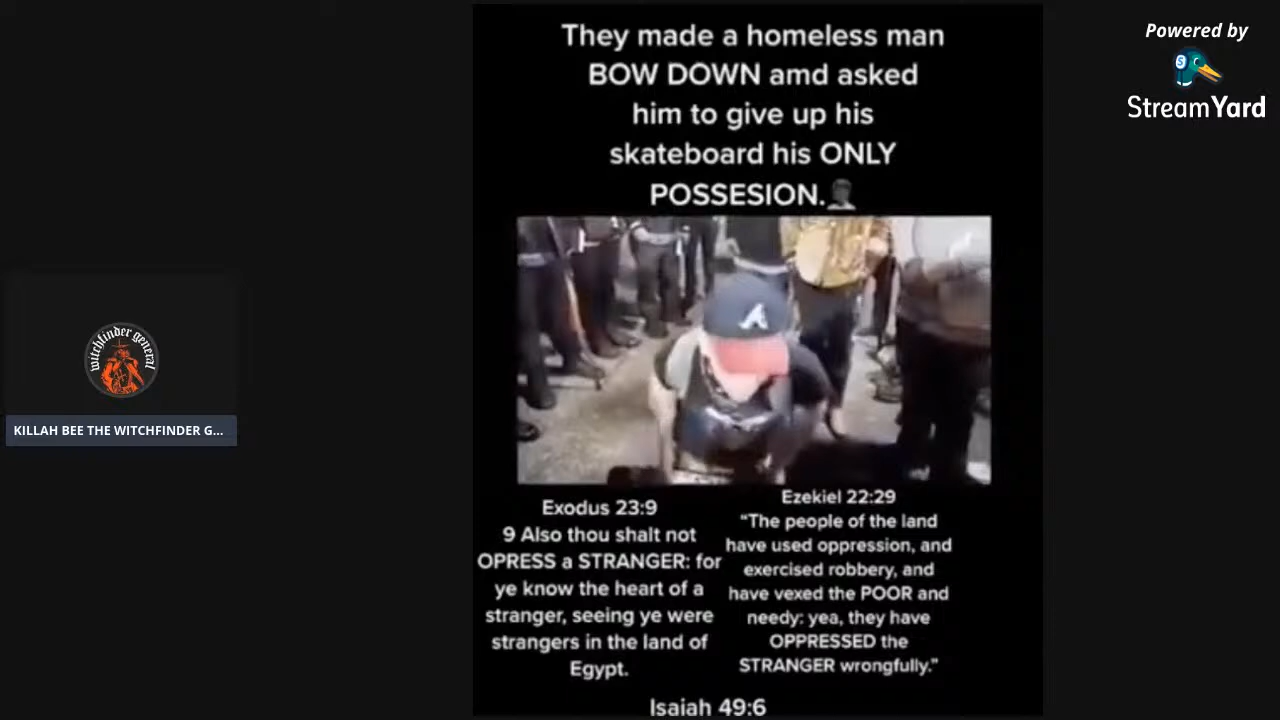 They made a homeless man
BOW DOWN amd asked
him to give up his
skateboard his ONLY
POSSESION.
Powered by
StreamYard
A
witchfinder general
KILLAH BEE THE WITCHFINDER G...
Exodus 23:9
9 Also thou shalt not
OPRESS a STRANGER: for
ye know the heart of a
stranger, seeing ye were
strangers in the land of
Egypt.
Ezekiel 22:29
“The people of the land
have used oppression, and
exercised robbery, and
have vexed the POOR and
needy: yea, they have
OPPRESSED the
STRANGER wrongfully.”
Isaiah 49:6